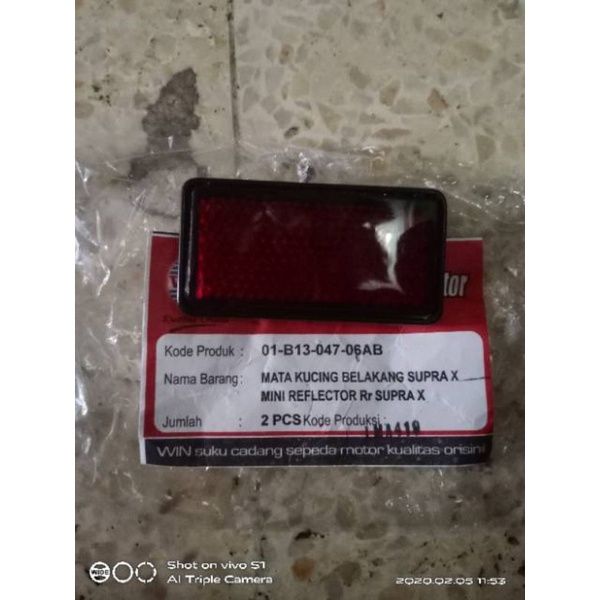 tor
Kode Produk : 01-B13-047-06AB
Nama Barang: MATA KUCING BELAKANG SUPRA X
MINI REFLECTOR Rr SUPRA X
Jumlah : 2 PCS Kode Produksi :
WIN suku cadang sepeda motor kualitas orisinil
WIDE
Shot on vivo S1
AI Triple Camera
2020.02.05 11:53